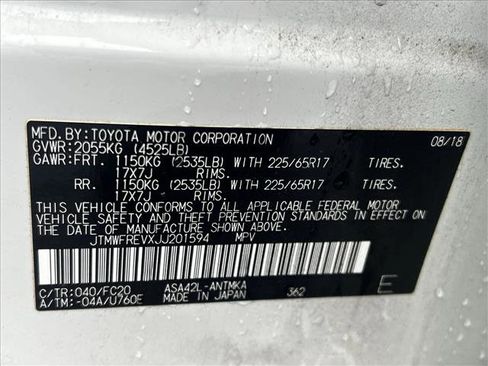 MFD.BY:TOYOTA MOTOR CORPORATION 08/18
GVWR:2055KG (4525LB)
GAWR:FRT. 1150KG (2535LB) WITH 225/65R17 TIRES.
17X7J RIMS.
RR. 1150KG (2535LB) WITH 225/65R17 TIRES.
17X7J RIMS.
THIS VEHICLE CONFORMS TO ALL APPLICABLE FEDERAL MOTOR
VEHICLE SAFETY AND THEFT PREVENTION STANDARDS IN EFFECT
ON THE DATE OF MANUFACTURE SHOWN ABOVE.
JTMWFREVXJJ201594 MPV
C/TR:040/FC20 ASA42L-ANTMKA 362
A/TM:-04A/U760E MADE IN JAPAN
E